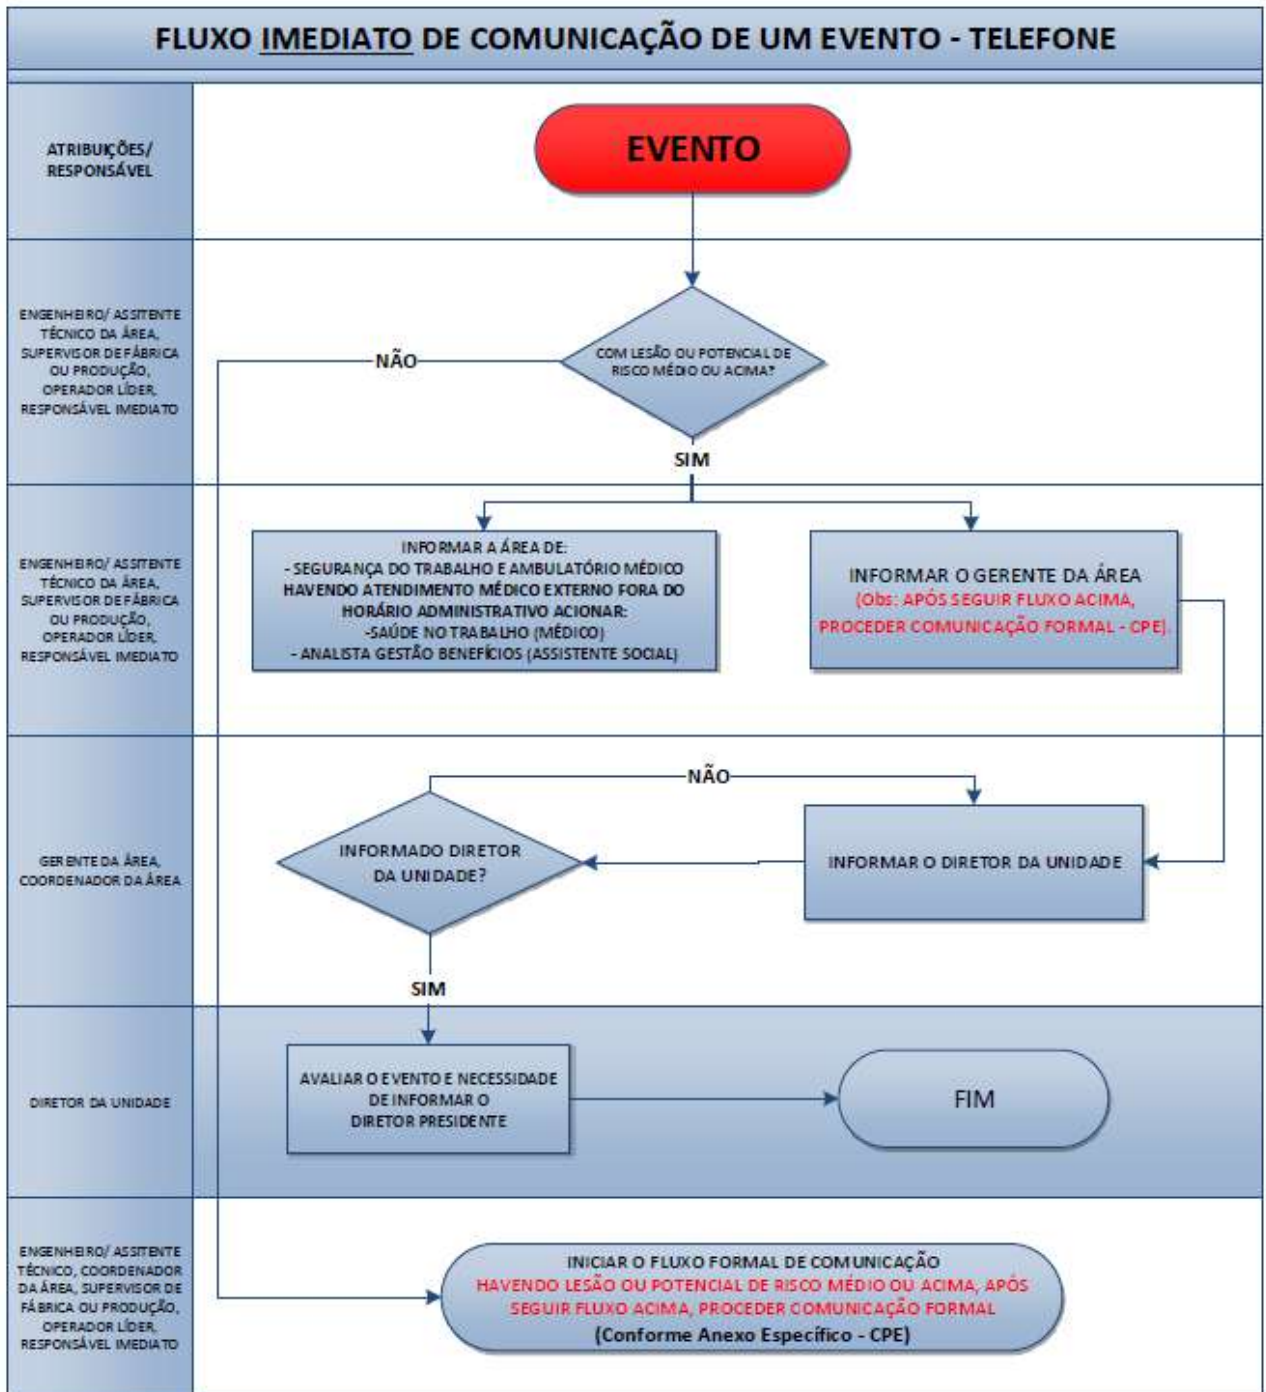 FLUXO IMEDIATO DE COMUNICAÇÃO DE UM EVENTO - TELEFONE
ATRIBUIÇÕES/
RESPONSÁVEL
EVENTO
ENGENHEIRO/ ASSITENTE
TÉCNICO DA ÁREA,
SUPERVISOR DE FÁBRICA
OU PRODUÇÃO,
OPERADOR LÍDER,
RESPONSÁVEL IMEDIATO
COM LESÃO OU POTENCIAL DE
RISCO MÉDIO OU ACIMA?
NÃO
SIM
ENGENHEIRO/ ASSITENTE
TÉCNICO DA ÁREA,
SUPERVISOR DE FÁBRICA
OU PRODUÇÃO,
OPERADOR LÍDER,
RESPONSÁVEL IMEDIATO
INFORMAR A ÁREA DE:
- SEGURANÇA DO TRABALHO E AMBULATÓRIO MÉDICO
HAVENDO ATENDIMENTO MÉDICO EXTERNO FORA DO
HORÁRIO ADMINISTRATIVO ACIONAR:
-SAÚDE NO TRABALHO (MÉDICO)
- ANALISTA GESTÃO BENEFÍCIOS (ASSISTENTE SOCIAL)
INFORMAR O GERENTE DA ÁREA
(Obs: APÓS SEGUIR FLUXO ACIMA,
PROCEDER COMUNICAÇÃO FORMAL - CPE).
GERENTE DA ÁREA,
COORDENADOR DA ÁREA
NÃO
INFORMADO DIRETOR
DA UNIDADE?
INFORMAR O DIRETOR DA UNIDADE
SIM
DIRETOR DA UNIDADE
AVALIAR O EVENTO E NECESSIDADE
DE INFORMAR O
DIRETOR PRESIDENTE
FIM
ENGENHEIRO/ ASSITENTE
TÉCNICO, COORDENADOR
DA ÁREA, SUPERVISOR DE
FÁBRICA OU PRODUÇÃO,
OPERADOR LÍDER,
RESPONSÁVEL IMEDIATO
INICIAR O FLUXO FORMAL DE COMUNICAÇÃO
HAVENDO LESÃO OU POTENCIAL DE RISCO MÉDIO OU ACIMA, APÓS
SEGUIR FLUXO ACIMA, PROCEDER COMUNICAÇÃO FORMAL
(Conforme Anexo Específico - CPE)